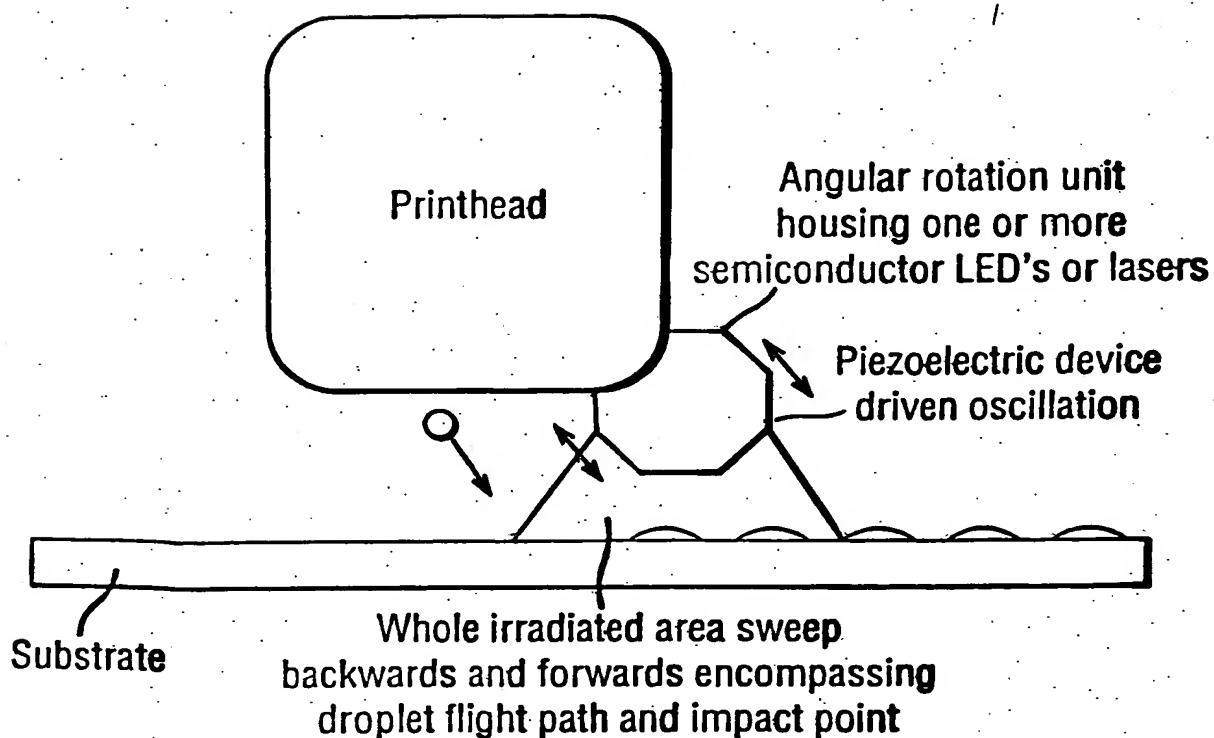 Printhead
Angular rotation unit
housing one or more
semiconductor LED's or lasers
Piezoelectric device
driven oscillation
Substrate
Whole irradiated area sweep
backwards and forwards encompassing
droplet flight path and impact point